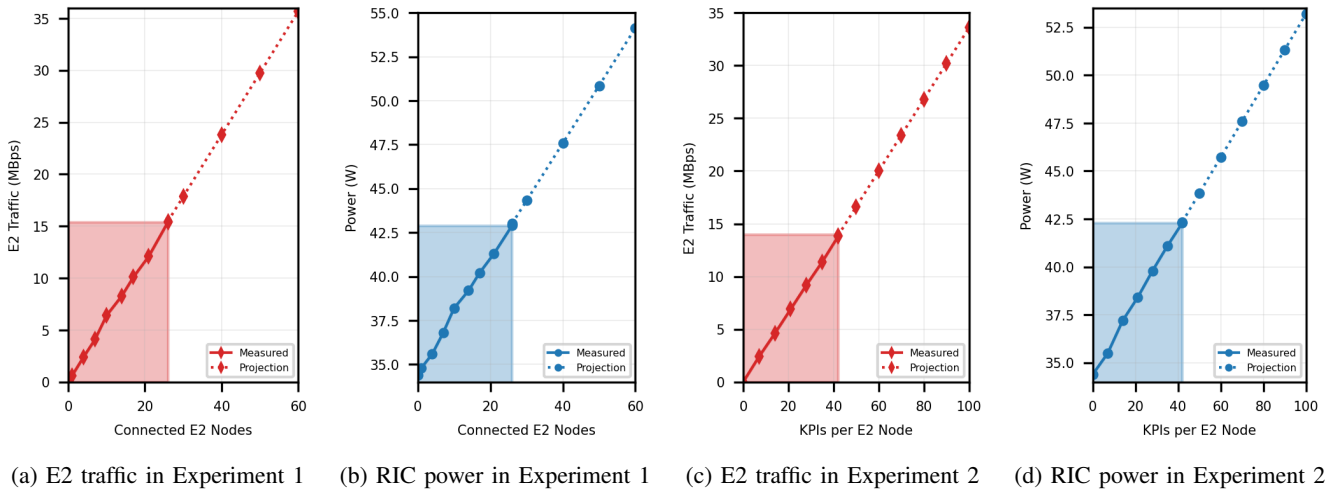 35
30
25
20
15
10
5
0
E2 Traffic (MBps)
0 20 40 60
Connected E2 Nodes
Measured
Projection
(a) E2 traffic in Experiment 1
55.0
52.5
50.0
47.5
45.0
42.5
40.0
37.5
35.0
Power (W)
0 20 40 60
Connected E2 Nodes
Measured
Projection
(b) RIC power in Experiment 1
35
30
25
20
15
10
5
0
E2 Traffic (MBps)
0 20 40 60 80 100
KPIs per E2 Node
Measured
Projection
(c) E2 traffic in Experiment 2
52.5
50.0
47.5
45.0
42.5
40.0
37.5
35.0
Power (W)
0 20 40 60 80 100
KPIs per E2 Node
Measured
Projection
(d) RIC power in Experiment 2